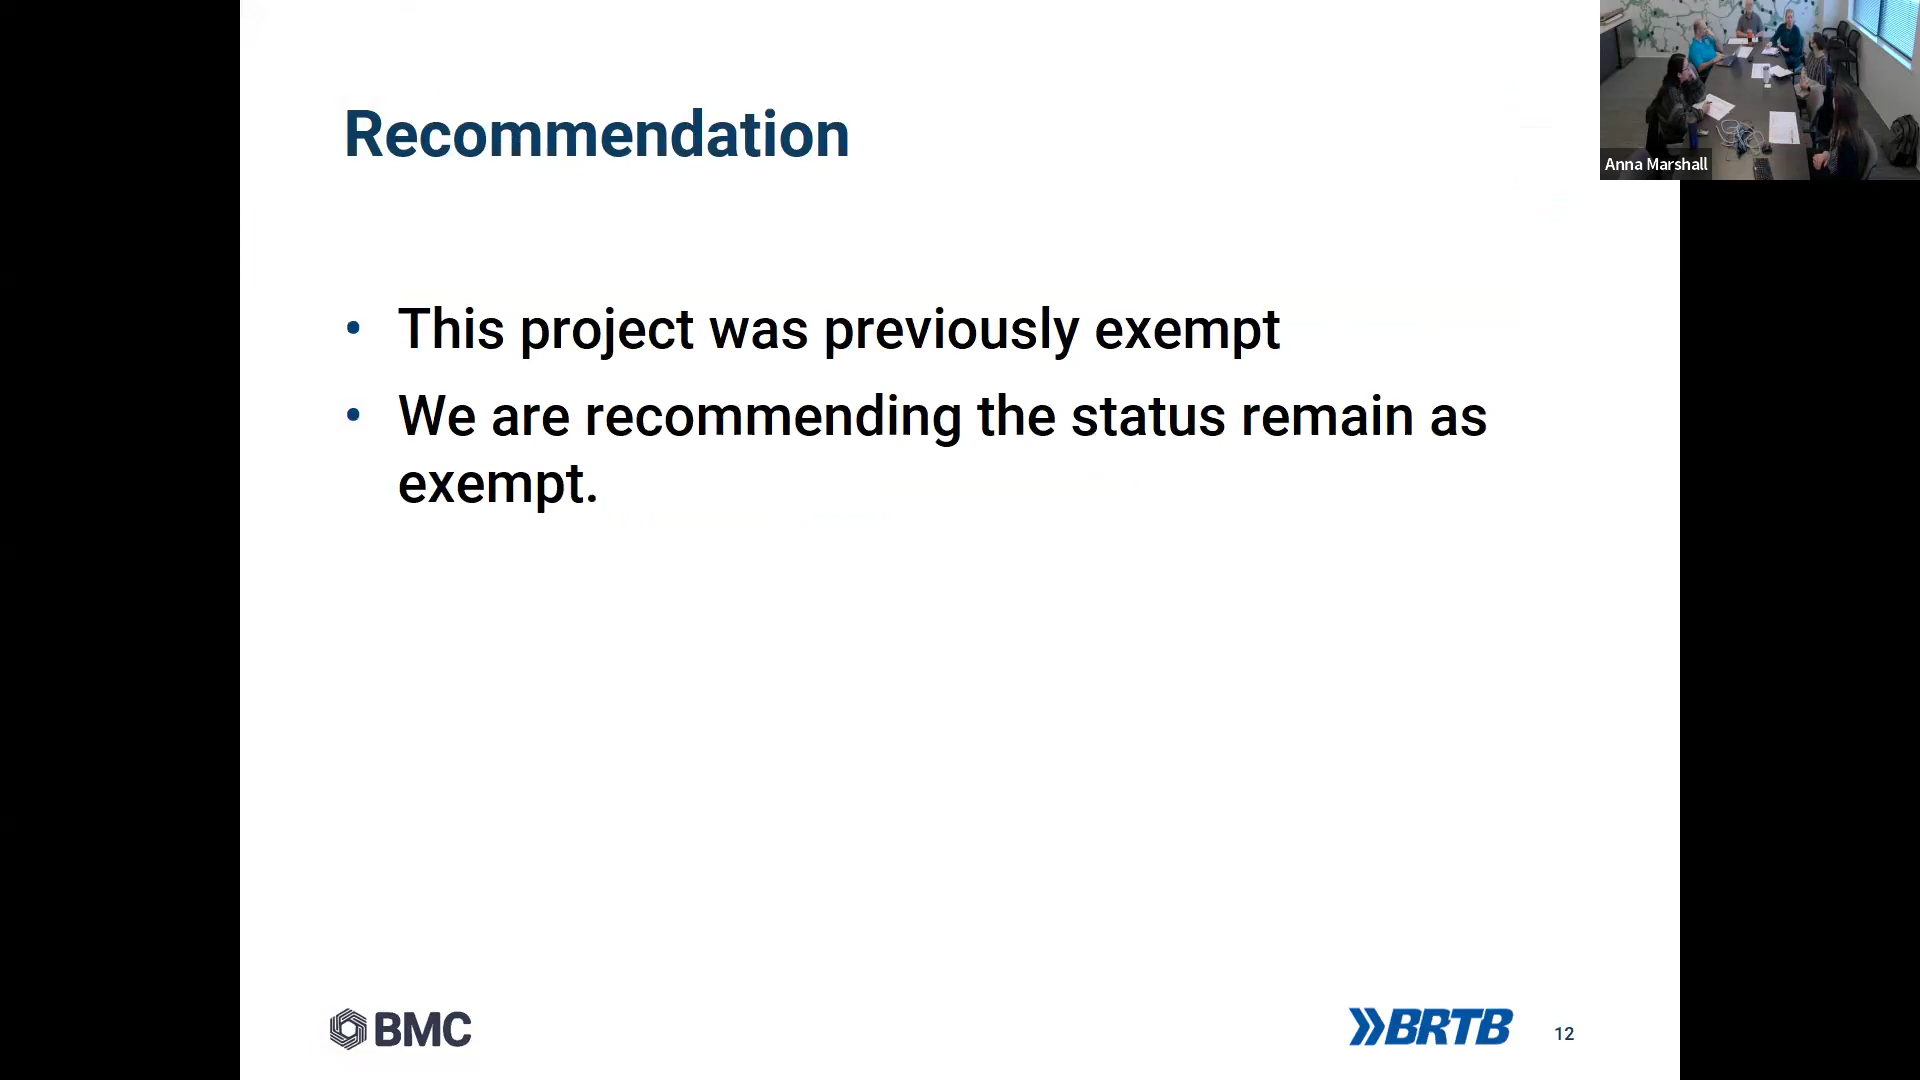 Recommendation
• This project was previously exempt
• We are recommending the status remain as
exempt.
BMC
BRTB
12
Anna Marshall